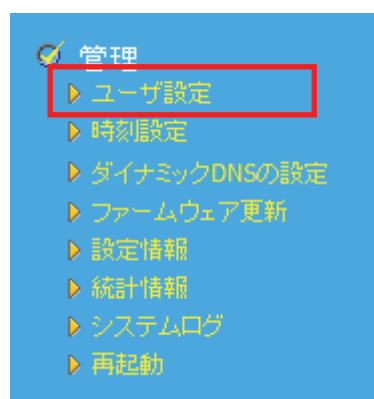 管理
ユーザ設定
時刻設定
ダイナミックDNSの設定
ファームウェア更新
設定情報
統計情報
システムログ
再起動